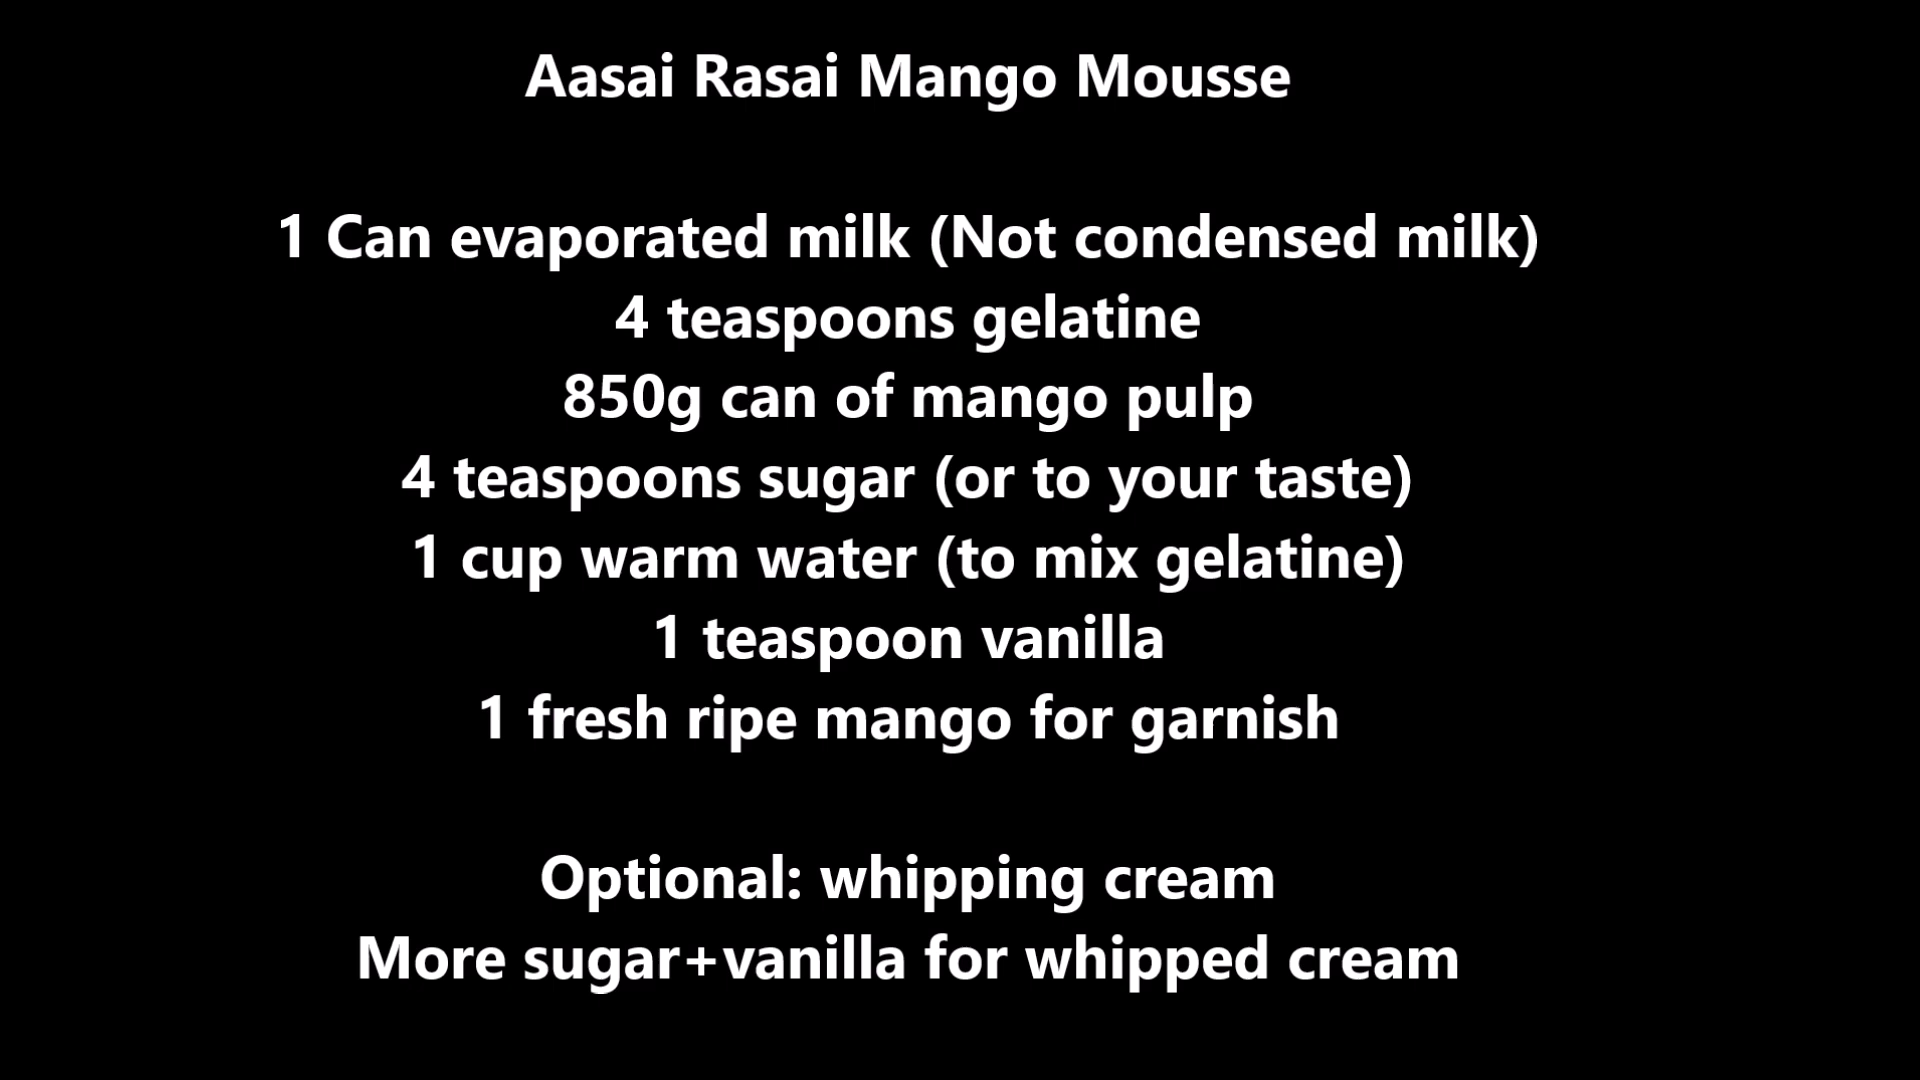 Aasai Rasai Mango Mousse
1 Can evaporated milk (Not condensed milk)
4 teaspoons gelatine
850g can of mango pulp
4 teaspoons sugar (or to your taste)
1 cup warm water (to mix gelatine)
1 teaspoon vanilla
1 fresh ripe mango for garnish
Optional: whipping cream
More sugar+vanilla for whipped cream